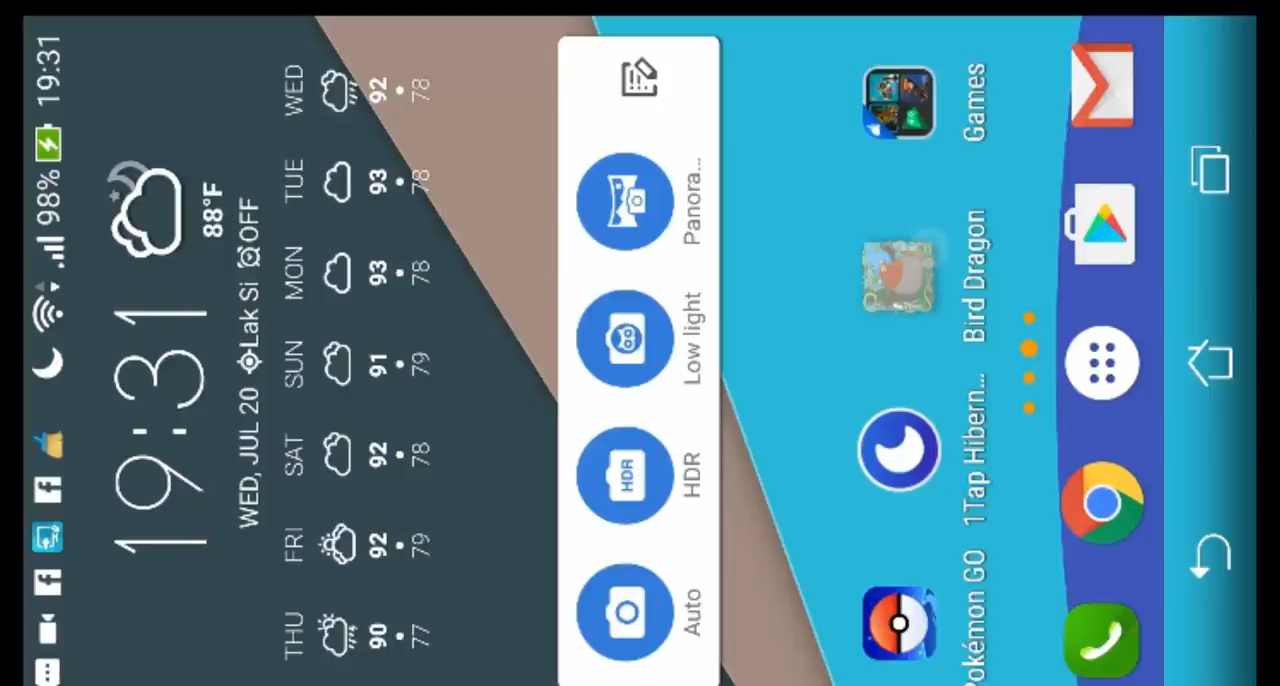 98% 19:31
19:31
88°F
WED, JUL 20 Lak Si OFF
THU FRI SAT SUN MON TUE WED
90 92 92 91 93 93 92
77 79 78 79 78 78 78
Auto HDR Low light Panora...
HDR
Pokémon GO 1Tap Hibern... Bird Dragon Games